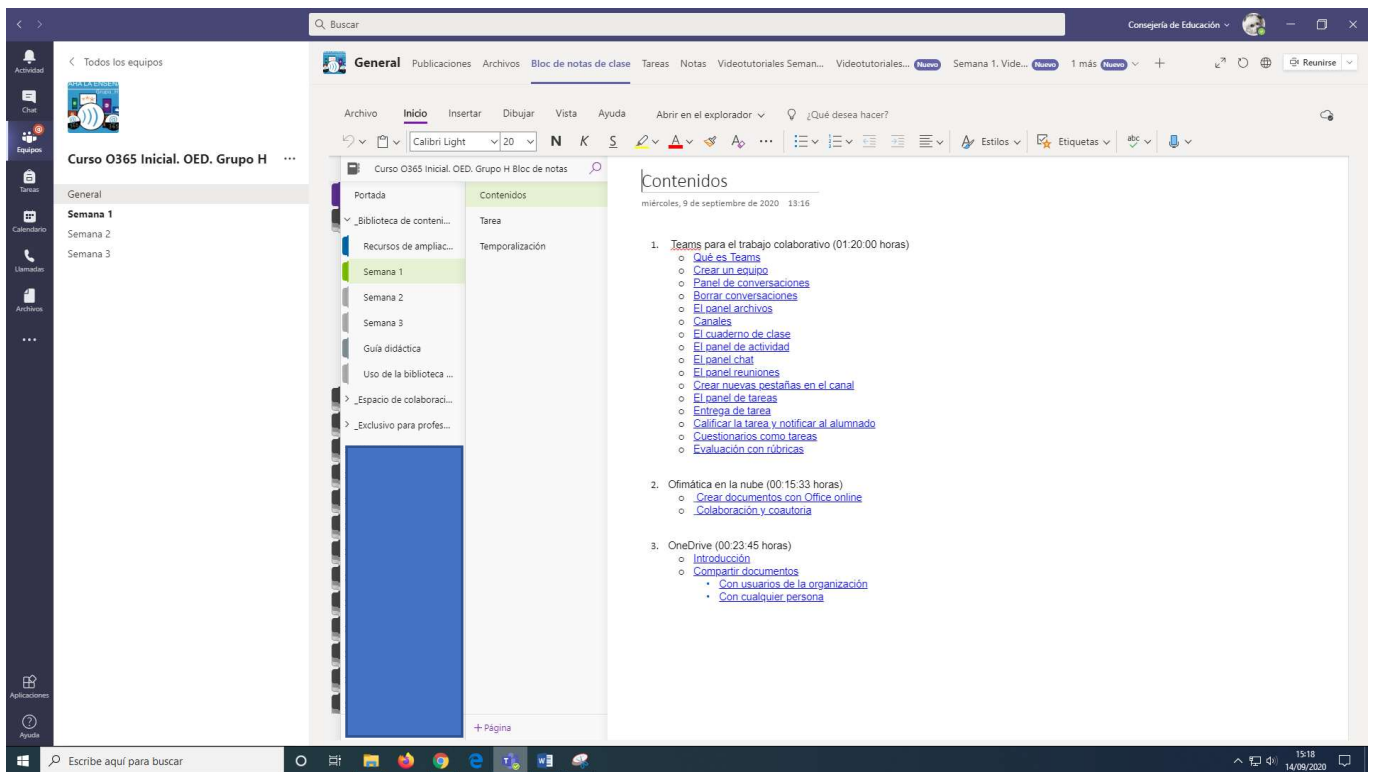 Buscar
Consejería de Educación
Actividad
Chat
Equipos
Tareas
Calendario
Llamadas
Archivos
Aplicaciones
Ayuda
Todos los equipos
Curso O365 Inicial. OED. Grupo H ...
General
Semana 1
Semana 2
Semana 3
General Publicaciones Archivos Bloc de notas de clase Tareas Notas Videotutoriales Seman... Videotutoriales... Nuevo Semana 1. Vide... Nuevo 1 más Nuevo + Reunirse
Archivo Inicio Insertar Dibujar Vista Ayuda Abrir en el explorador ¿Qué desea hacer?
Calibri Light 20 N K S A A ... Estilos Etiquetas abc
Curso O365 Inicial. OED. Grupo H Bloc de notas
Portada
_Biblioteca de conteni...
Recursos de ampliac...
Semana 1
Semana 2
Semana 3
Guía didáctica
Uso de la biblioteca ...
_Espacio de colaboraci...
_Exclusivo para profes...
Contenidos
Tarea
Temporalización
+ Página
Contenidos
miércoles, 9 de septiembre de 2020 13:16
1. Teams para el trabajo colaborativo (01:20:00 horas)
o Qué es Teams
o Crear un equipo
o Panel de conversaciones
o Borrar conversaciones
o El panel archivos
o Canales
o El cuaderno de clase
o El panel de actividad
o El panel chat
o El panel reuniones
o Crear nuevas pestañas en el canal
o El panel de tareas
o Entrega de tarea
o Calificar la tarea y notificar al alumnado
o Cuestionarios como tareas
o Evaluación con rúbricas
2. Ofimática en la nube (00:15:33 horas)
o Crear documentos con Office online
o Colaboración y coautoria
3. OneDrive (00:23:45 horas)
o Introducción
o Compartir documentos
• Con usuarios de la organización
• Con cualquier persona
Escribe aquí para buscar
15:18
14/09/2020